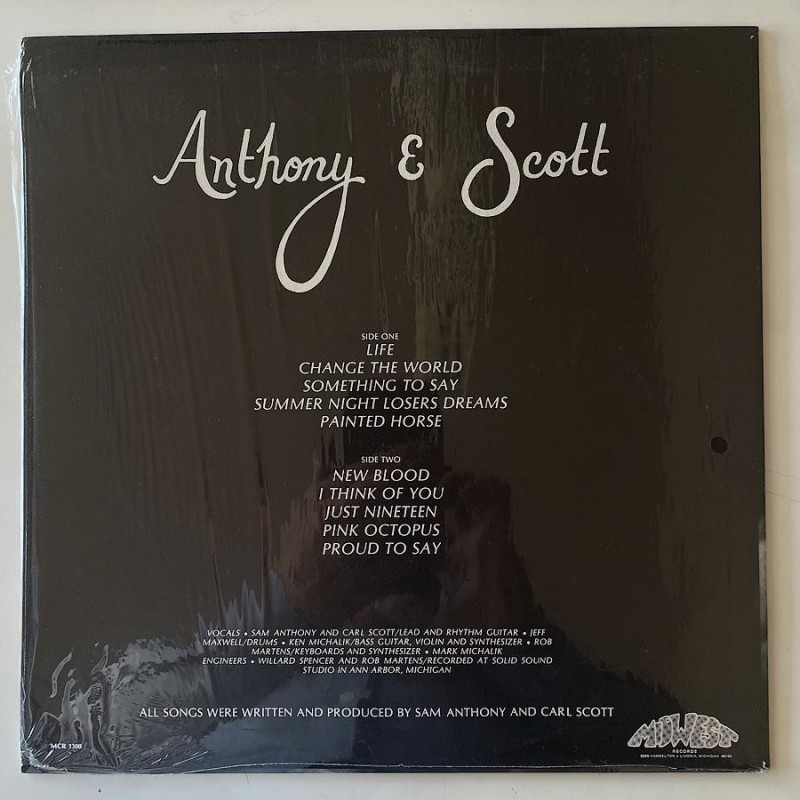 Anthony & Scott
SIDE ONE
LIFE
CHANGE THE WORLD
SOMETHING TO SAY
SUMMER NIGHT LOSERS DREAMS
PAINTED HORSE
SIDE TWO
NEW BLOOD
I THINK OF YOU
JUST NINETEEN
PINK OCTOPUS
PROUD TO SAY
VOCALS • SAM ANTHONY AND CARL SCOTT/LEAD AND RHYTHM GUITAR • JEFF
MAXWELL/DRUMS • KEN MICHALIK/BASS GUITAR, VIOLIN AND SYNTHESIZER • ROB
MARTENS/KEYBOARDS AND SYNTHESIZER • MARK MICHALIK
ENGINEERS • WILLARD SPENCER AND ROB MARTENS/RECORDED AT SOLID SOUND
STUDIO IN ANN ARBOR, MICHIGAN
ALL SONGS WERE WRITTEN AND PRODUCED BY SAM ANTHONY AND CARL SCOTT
MCR 1300
MIDWEST
RECORDS
LIVONIA, MICHIGAN